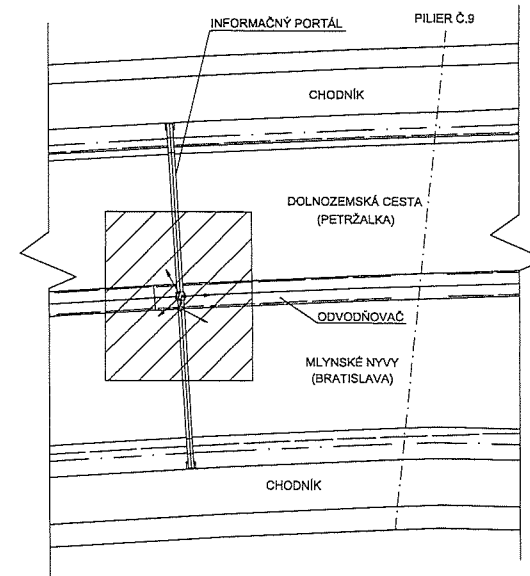 INFORMAČNÝ PORTÁL
PILIER Č.9
CHODNÍK
DOLNOZEMSKÁ CESTA
(PETRŽALKA)
ODVODŇOVAČ
MLYNSKÉ NYVY
(BRATISLAVA)
CHODNÍK